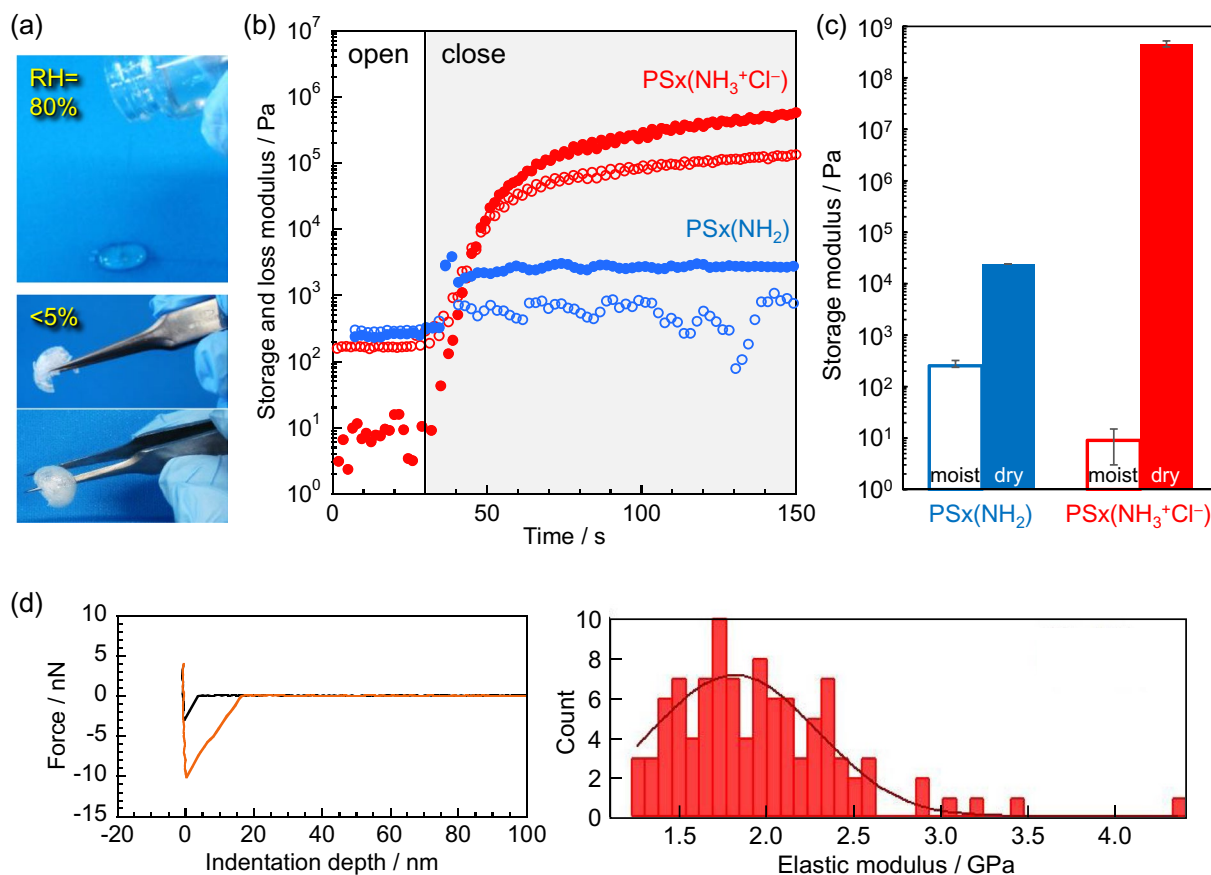 (a)
RH=
80%
<5%
(b)
open
close
PSx(NH₃⁺Cl⁻)
PSx(NH₂)
Storage and loss modulus / Pa
10⁷
10⁶
10⁵
10⁴
10³
10²
10¹
10⁰
0
50
100
150
Time / s
(c)
Storage modulus / Pa
10⁹
10⁸
10⁷
10⁶
10⁵
10⁴
10³
10²
10¹
10⁰
moist
dry
moist
dry
PSx(NH₂)
PSx(NH₃⁺Cl⁻)
(d)
Force / nN
10
5
0
-5
-10
-15
-20
0
20
40
60
80
100
Indentation depth / nm
Count
10
8
6
4
2
0
1.5
2.0
2.5
3.0
3.5
4.0
Elastic modulus / GPa